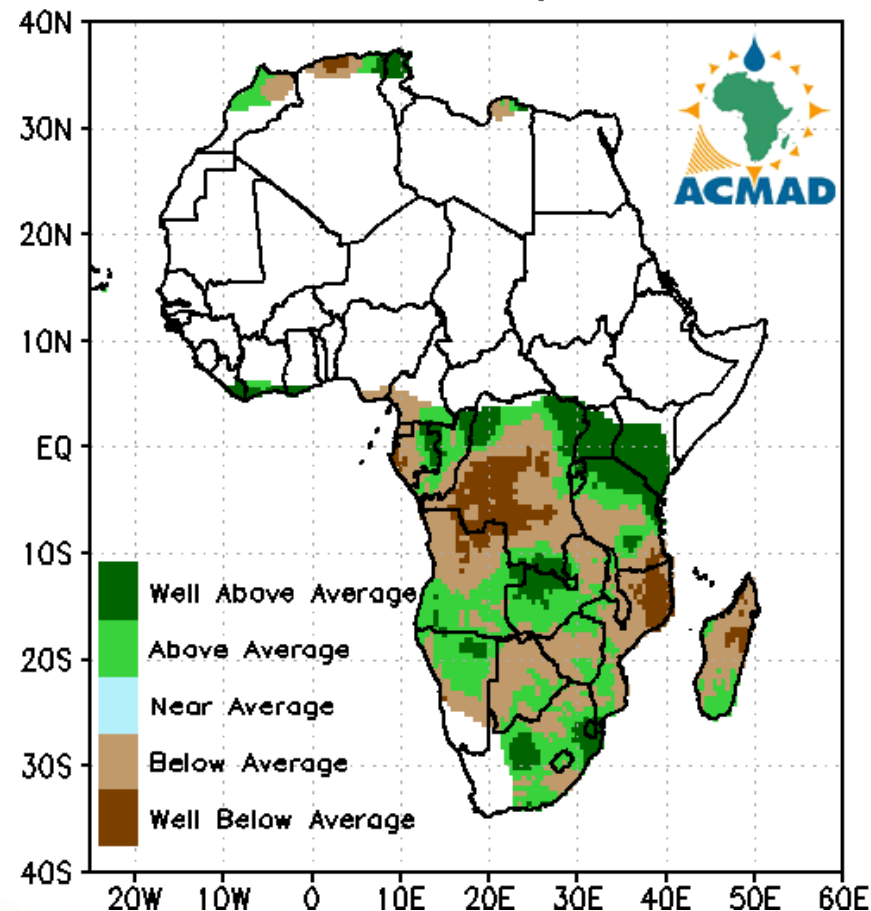 40N
30N
20N
10N
EQ
10S
20S
30S
40S
20W 10W 0 10E 20E 30E 40E 50E 60E
ACMAD
Well Above Average
Above Average
Near Average
Below Average
Well Below Average